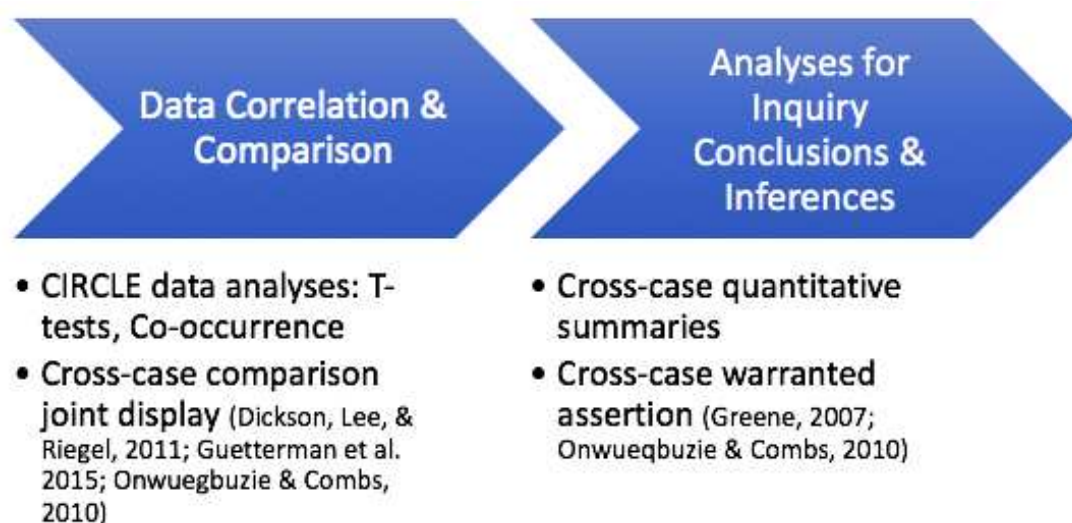 Data Correlation &
Comparison
• CIRCLE data analyses: T-
tests, Co-occurrence
• Cross-case comparison
joint display (Dickson, Lee, &
Riegel, 2011; Guetterman et al.
2015; Onwuegbuzie & Combs,
2010)
Analyses for
Inquiry
Conclusions &
Inferences
• Cross-case quantitative
summaries
• Cross-case warranted
assertion (Greene, 2007;
Onwueqbuzie & Combs, 2010)